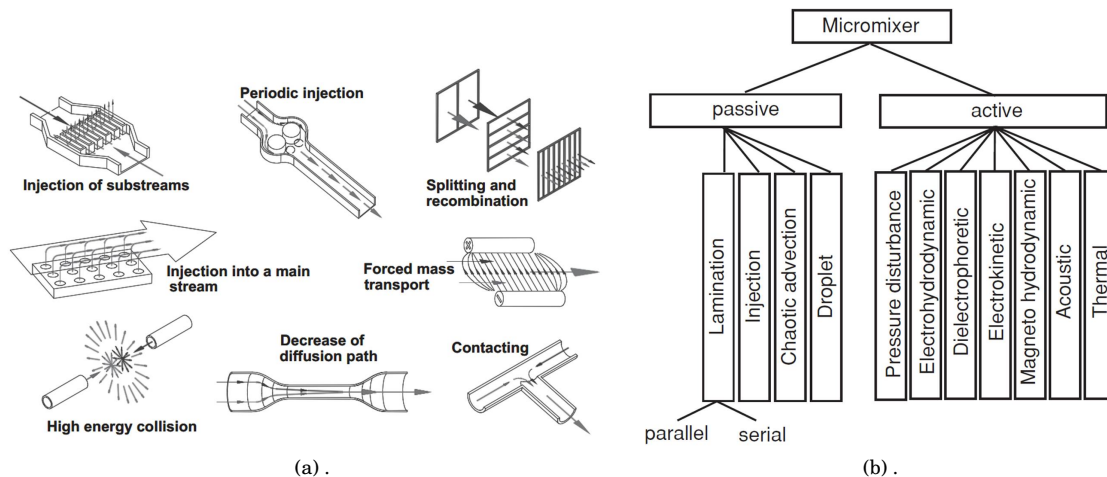 Periodic injection
Injection of substreams
Splitting and
recombination
Injection into a main
stream
Forced mass
transport
High energy collision
Decrease of
diffusion path
Contacting
(a) .
Micromixer
passive
active
Lamination
Injection
Chaotic advection
Droplet
Pressure disturbance
Electrohydrodynamic
Dielectrophoretic
Electrokinetic
Magneto hydrodynamic
Acoustic
Thermal
parallel
serial
(b) .